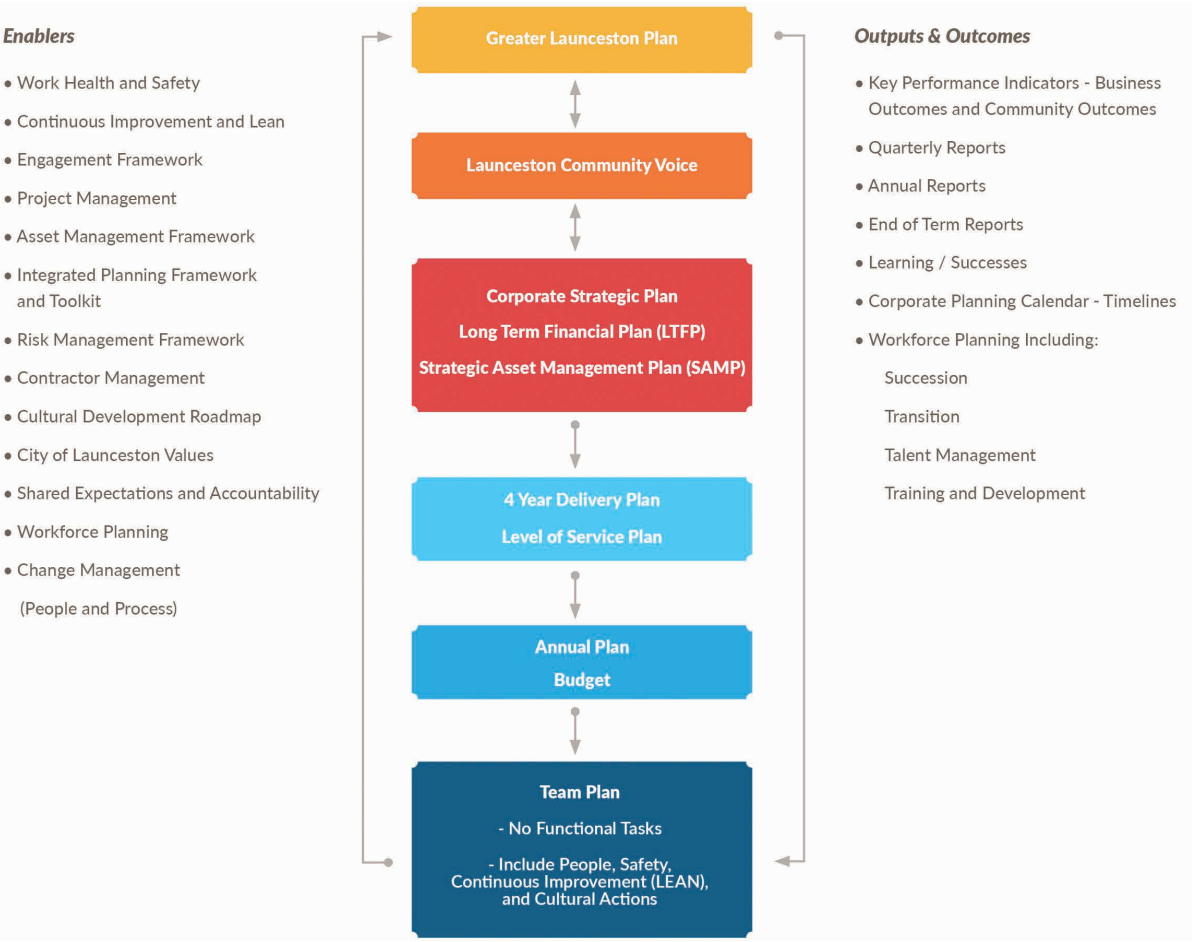 Enablers
• Work Health and Safety
• Continuous Improvement and Lean
• Engagement Framework
• Project Management
• Asset Management Framework
• Integrated Planning Framework
and Toolkit
• Risk Management Framework
• Contractor Management
• Cultural Development Roadmap
• City of Launceston Values
• Shared Expectations and Accountability
• Workforce Planning
• Change Management
(People and Process)
Greater Launceston Plan
Launceston Community Voice
Corporate Strategic Plan
Long Term Financial Plan (LTFP)
Strategic Asset Management Plan (SAMP)
4 Year Delivery Plan
Level of Service Plan
Annual Plan
Budget
Team Plan
- No Functional Tasks
- Include People, Safety,
Continuous Improvement (LEAN),
and Cultural Actions
Outputs & Outcomes
• Key Performance Indicators - Business
Outcomes and Community Outcomes
• Quarterly Reports
• Annual Reports
• End of Term Reports
• Learning / Successes
• Corporate Planning Calendar - Timelines
• Workforce Planning Including:
Succession
Transition
Talent Management
Training and Development